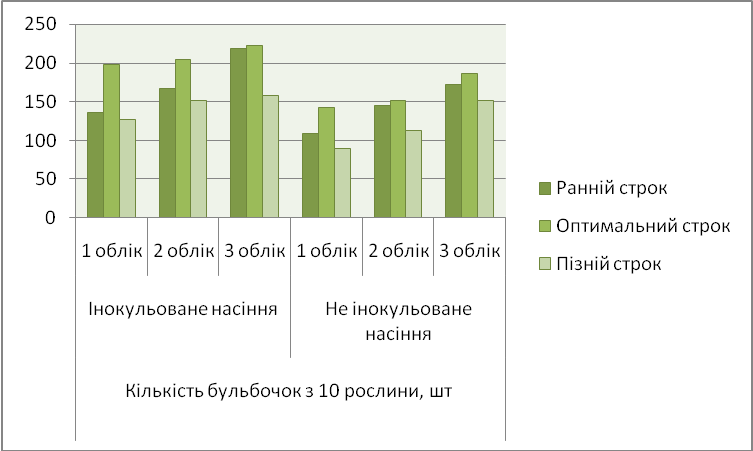 250
200
150
100
50
0
1 облік 2 облік 3 облік 1 облік 2 облік 3 облік
Інокульоване насіння
Не інокульоване
насіння
Кількість бульбочок з 10 рослини, шт
Ранній строк
Оптимальний строк
Пізній строк